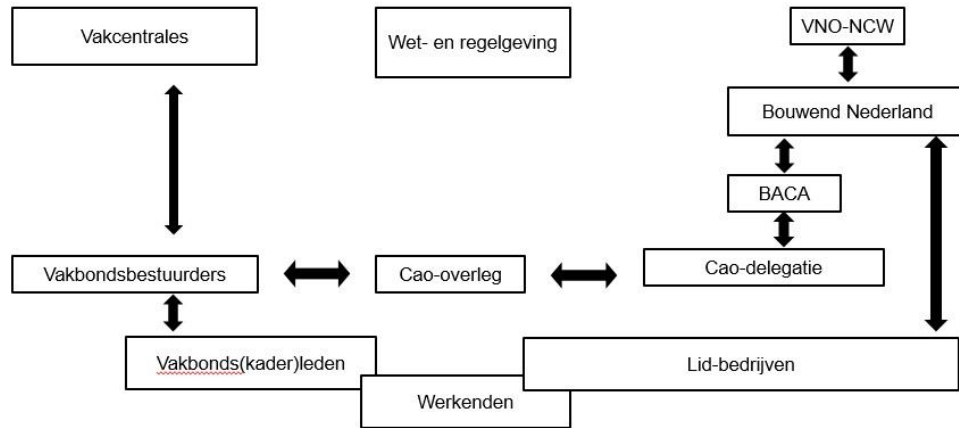 Vakcentrales
Wet- en regelgeving
VNO-NCW
Bouwend Nederland
BACA
Vakbondsbestuurders
Cao-overleg
Cao-delegatie
Vakbonds(kader)leden
Lid-bedrijven
Werkenden